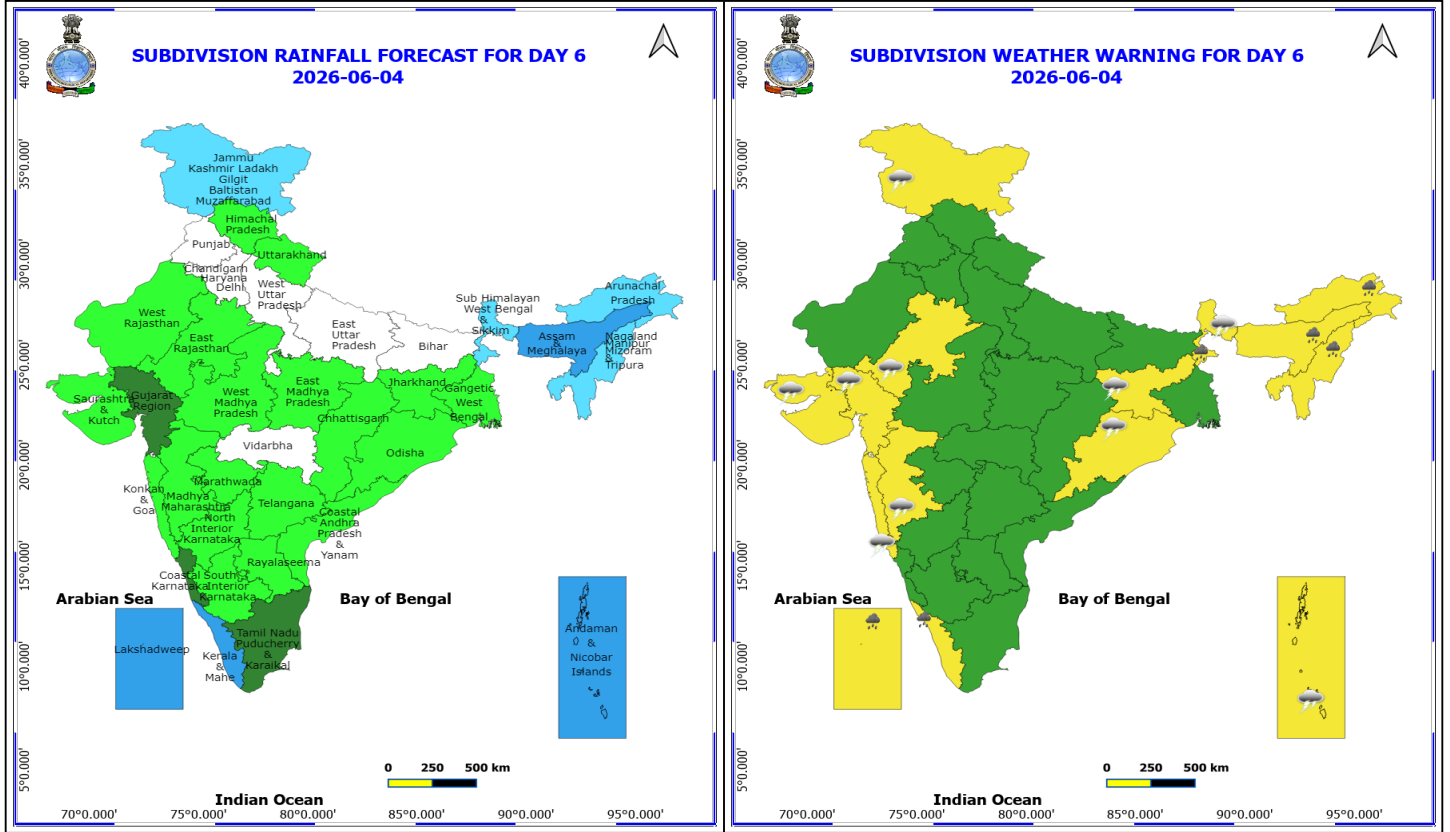 SUBDIVISION RAINFALL FORECAST FOR DAY 6
2026-06-04
40°0.000'
35°0.000'
30°0.000'
25°0.000'
20°0.000'
15°0.000'
10°0.000'
5°0.000'
Jammu
Kashmir Ladakh
Gilgit
Baltistan
Muzaffarabad
Himachal
Pradesh
Punjab
Uttarakhand
Chandigarh
Haryana
Delhi
West
Uttar
Pradesh
West
Rajasthan
East
Rajasthan
East
Uttar
Pradesh
Bihar
Sub Himalayan
West Bengal
&
Sikkim
Arunachal
Pradesh
Assam
&
Meghalaya
Nagaland
Manipur
Mizoram
&
Tripura
Saurashtra
&
Kutch
Gujarat
Region
West
Madhya
Pradesh
East
Madhya
Pradesh
Jharkhand
Gangetic
West
Bengal
Chhattisgarh
Vidarbha
Odisha
Konkan
&
Goa
Madhya
Maharashtra
Marathwada
Telangana
North
Interior
Karnataka
Coastal
Andhra
Pradesh
&
Yanam
Rayalaseema
Coastal
Karnataka
South
Interior
Karnataka
Arabian Sea
Bay of Bengal
Lakshadweep
Kerala
&
Mahe
Tamil Nadu
Puducherry
&
Karaikal
Andaman
&
Nicobar
Islands
0 250 500 km
Indian Ocean
70°0.000' 75°0.000' 80°0.000' 85°0.000' 90°0.000' 95°0.000'
SUBDIVISION WEATHER WARNING FOR DAY 6
2026-06-04
40°0.000'
35°0.000'
30°0.000'
25°0.000'
20°0.000'
15°0.000'
10°0.000'
5°0.000'
Arabian Sea
Bay of Bengal
0 250 500 km
Indian Ocean
70°0.000' 75°0.000' 80°0.000' 85°0.000' 90°0.000' 95°0.000'